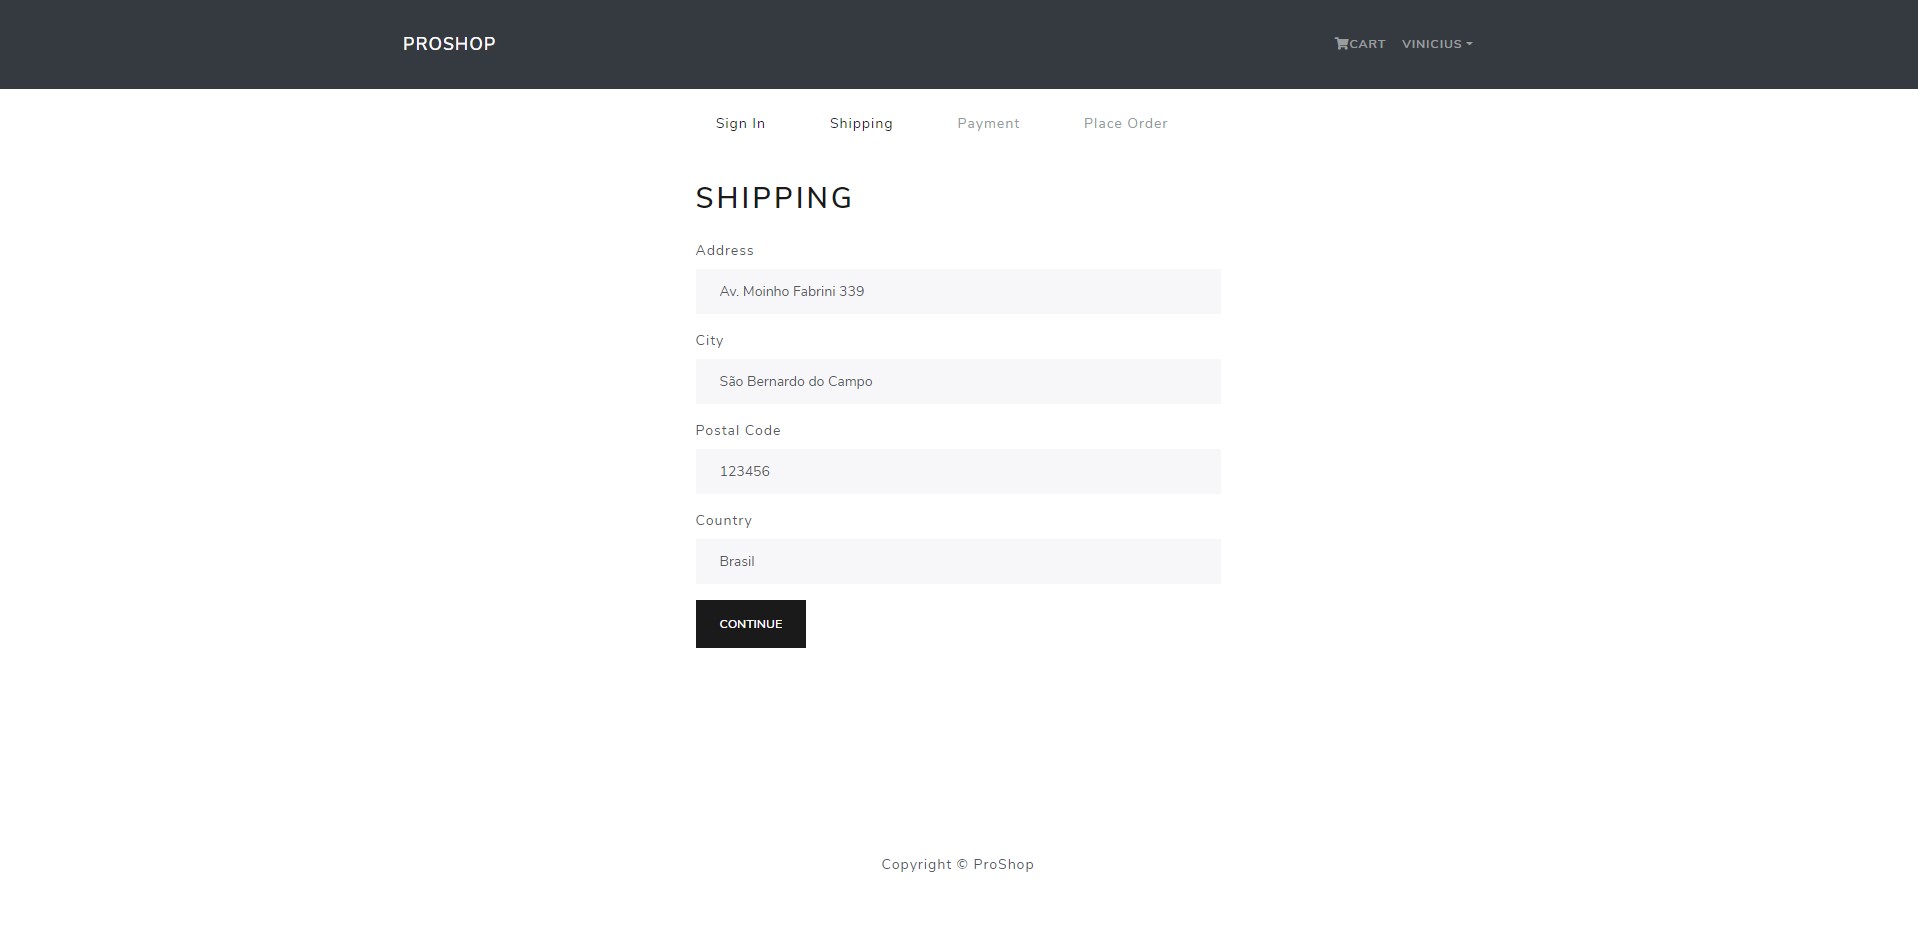 PROSHOP CART VINICIUS
Sign In Shipping Payment Place Order
SHIPPING
Address
Av. Moinho Fabrini 339
City
São Bernardo do Campo
Postal Code
123456
Country
Brasil
CONTINUE
Copyright © ProShop